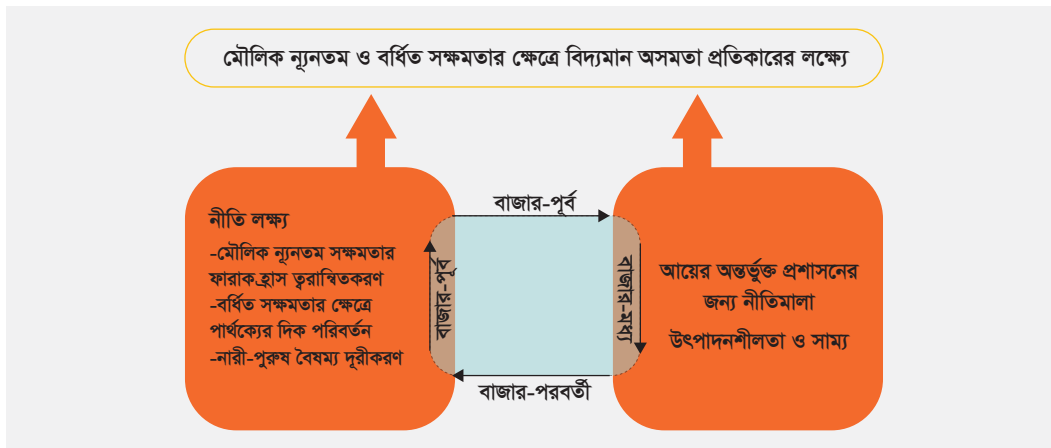 মৌলিক ন্যূনতম ও বর্ধিত সক্ষমতার ক্ষেত্রে বিদ্যমান অসমতা প্রতিকারের লক্ষ্যে
নীতি লক্ষ্য
-মৌলিক ন্যূনতম সক্ষমতার
ফারাক হ্রাস ত্বরান্বিতকরণ
-বর্ধিত সক্ষমতার ক্ষেত্রে
পার্থক্যের দিক পরিবর্তন
-নারী-পুরুষ বৈষম্য দূরীকরণ
বাজার-পূর্ব
বাজার-পূর্ব
বাজার-মধ্য
বাজার-পরবর্তী
আয়ের অন্তর্ভুক্ত প্রশাসনের
জন্য নীতিমালা
উৎপাদনশীলতা ও সাম্য